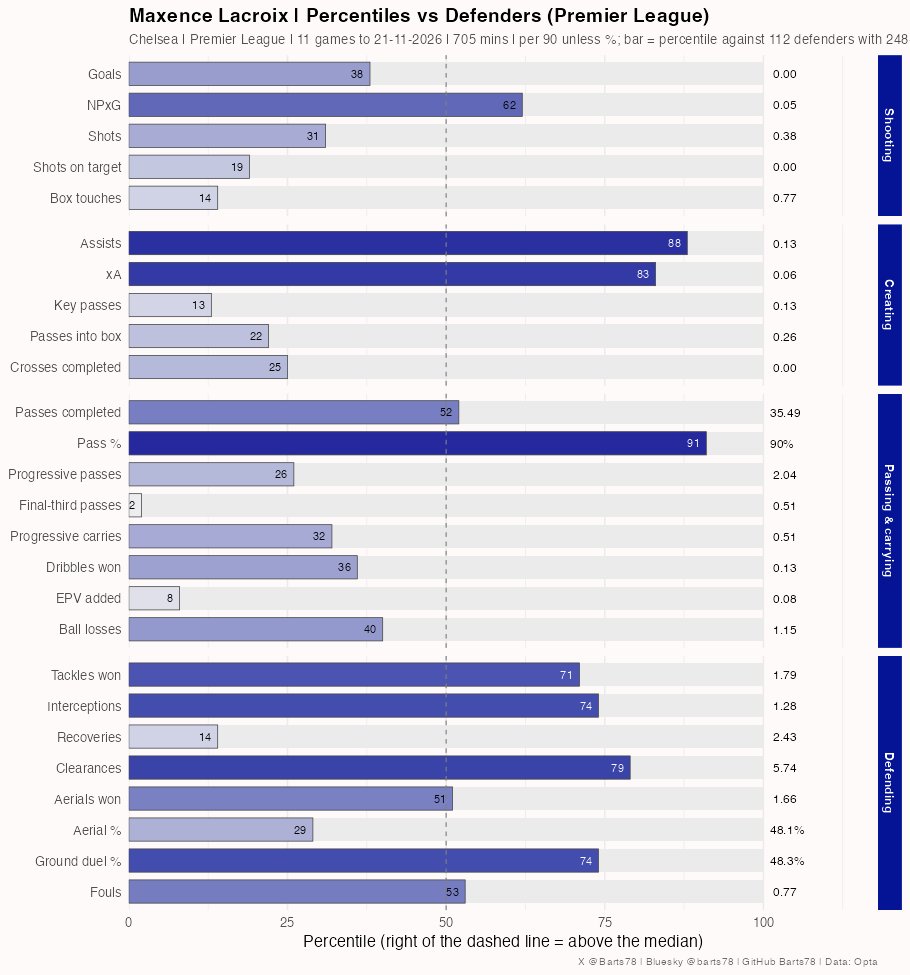 Maxence Lacroix | Percentiles vs Defenders (Premier League)
Chelsea | Premier League | 11 games to 21-11-2026 | 705 mins | per 90 unless %; bar = percentile against 112 defenders with 248
Goals 38 0.00
NPxG 62 0.05
Shots 31 0.38
Shots on target 19 0.00
Box touches 14 0.77
Shooting
Assists 88 0.13
xA 83 0.06
Key passes 13 0.13
Passes into box 22 0.26
Crosses completed 25 0.00
Creating
Passes completed 52 35.49
Pass % 91 90%
Progressive passes 26 2.04
Final-third passes 2 0.51
Progressive carries 32 0.51
Dribbles won 36 0.13
EPV added 8 0.08
Ball losses 40 1.15
Passing & carrying
Tackles won 71 1.79
Interceptions 74 1.28
Recoveries 14 2.43
Clearances 79 5.74
Aerials won 51 1.66
Aerial % 29 48.1%
Ground duel % 74 48.3%
Fouls 53 0.77
Defending
0 25 50 75 100
Percentile (right of the dashed line = above the median)
X @Barts78 | Bluesky @barts78 | GitHub Barts78 | Data: Opta